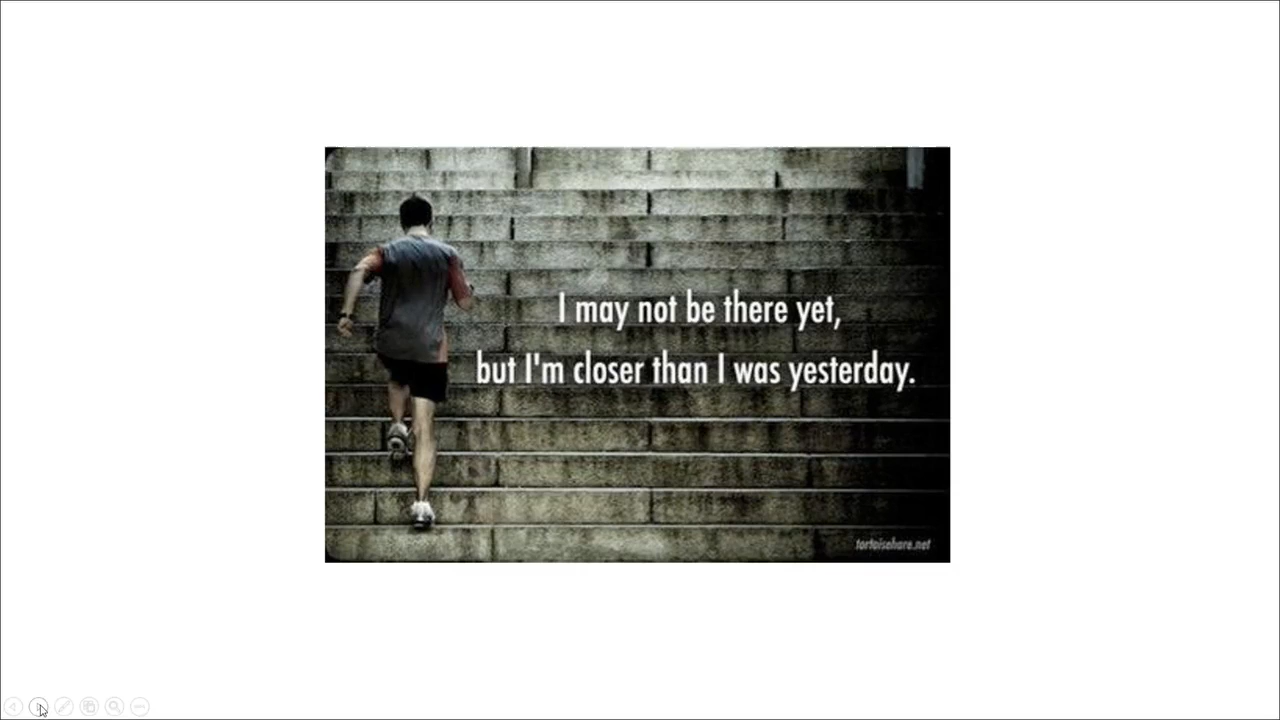 I may not be there yet,
but I'm closer than I was yesterday.
tortoisehare.net